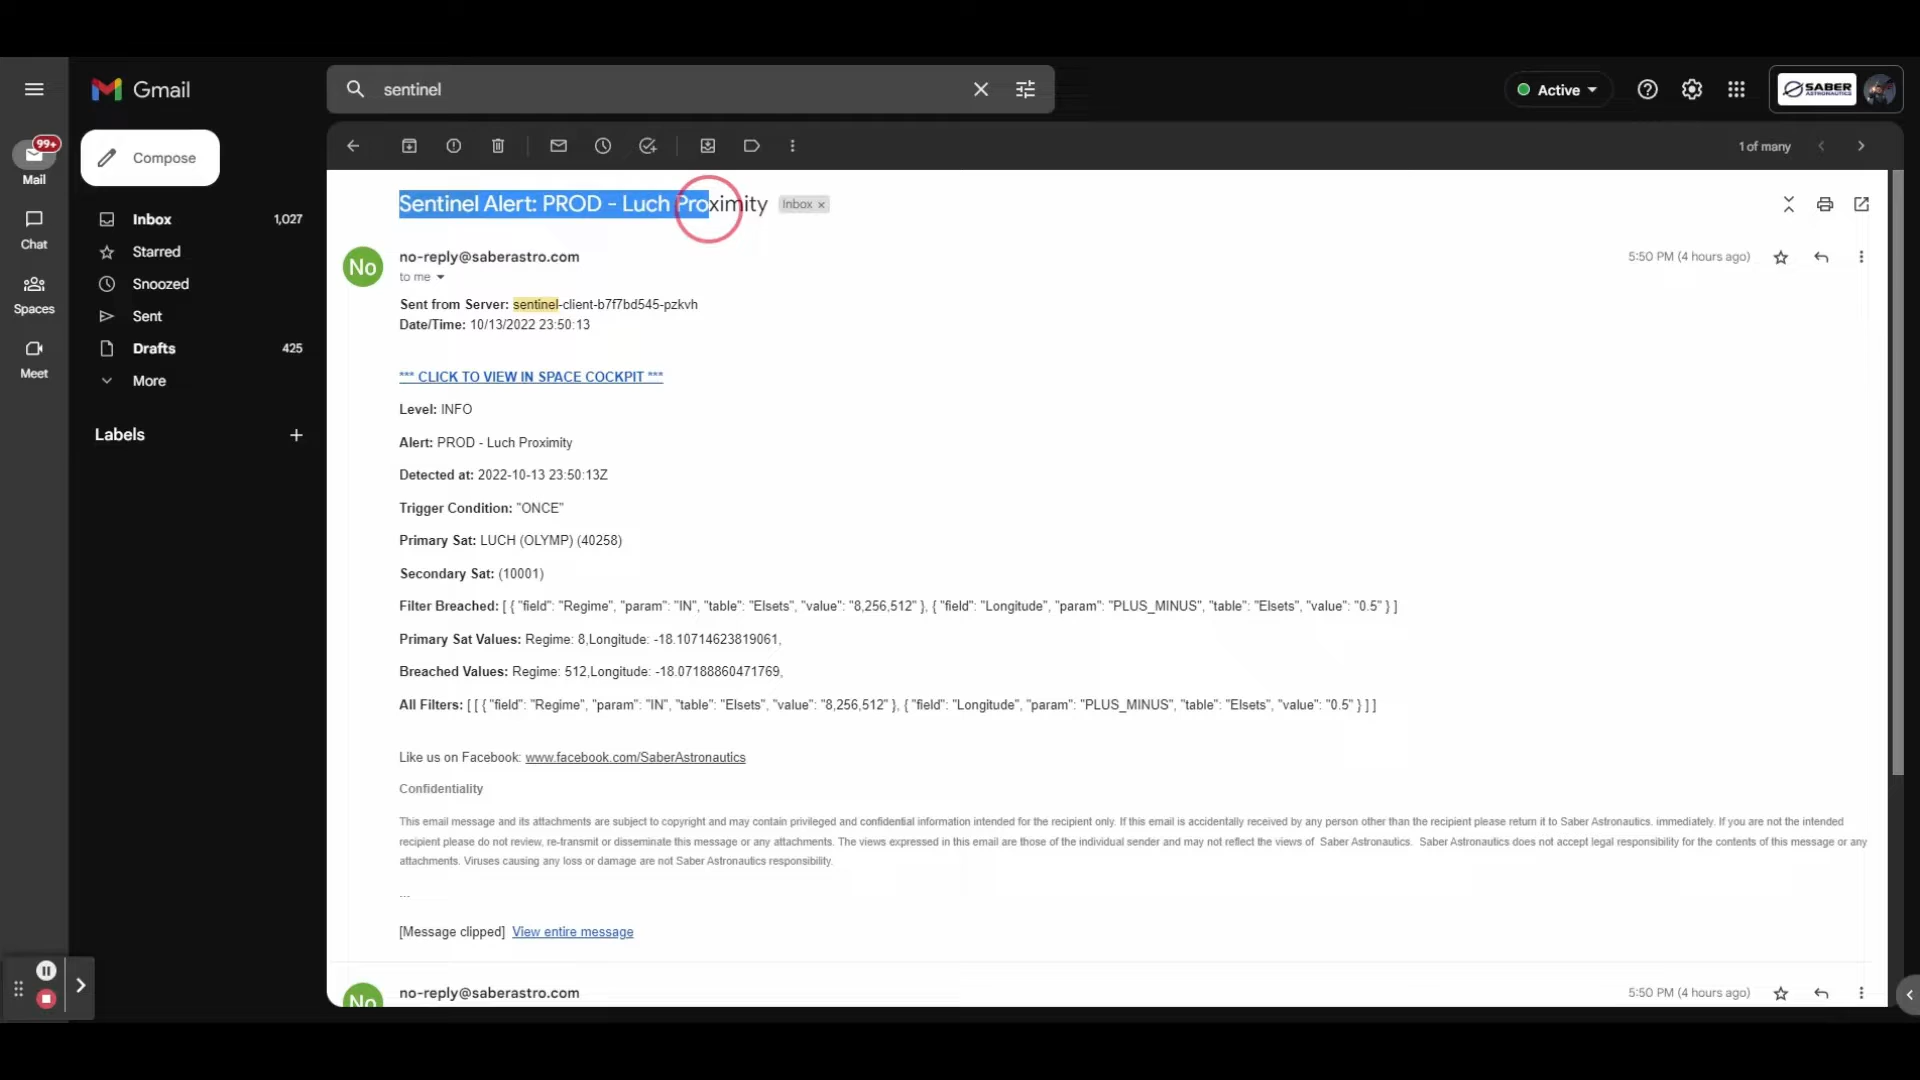 Gmail
sentinel
Active
SABER
ASTRONAUTICS
99+
Mail
Compose
1 of many
Chat
Inbox 1,027
Starred
Snoozed
Spaces
Sent
Drafts 425
Meet
More
Labels
Sentinel Alert: PROD - Luch Proximity Inbox x
No
no-reply@saberastro.com
5:50 PM (4 hours ago)
to me
Sent from Server: sentinel-client-b7f7bd545-pzkvh
Date/Time: 10/13/2022 23:50:13
*** CLICK TO VIEW IN SPACE COCKPIT ***
Level: INFO
Alert: PROD - Luch Proximity
Detected at: 2022-10-13 23:50:13Z
Trigger Condition: "ONCE"
Primary Sat: LUCH (OLYMP) (40258)
Secondary Sat: (10001)
Filter Breached: [ { "field": "Regime", "param": "IN", "table": "Elsets", "value": "8,256,512" }, { "field": "Longitude", "param": "PLUS_MINUS", "table": "Elsets", "value": "0.5" } ]
Primary Sat Values: Regime: 8,Longitude: -18.10714623819061,
Breached Values: Regime: 512,Longitude: -18.07188860471769,
All Filters: [ [ { "field": "Regime", "param": "IN", "table": "Elsets", "value": "8,256,512" }, { "field": "Longitude", "param": "PLUS_MINUS", "table": "Elsets", "value": "0.5" } ] ]
Like us on Facebook: www.facebook.com/SaberAstronautics
Confidentiality
This email message and its attachments are subject to copyright and may contain privileged and confidential information intended for the recipient only. If this email is accidentally received by any person other than the recipient please return it to Saber Astronautics. immediately. If you are not the intended
recipient please do not review, re-transmit or disseminate this message or any attachments. The views expressed in this email are those of the individual sender and may not reflect the views of Saber Astronautics. Saber Astronautics does not accept legal responsibility for the contents of this message or any
attachments. Viruses causing any loss or damage are not Saber Astronautics responsibility.
...
[Message clipped] View entire message
No
no-reply@saberastro.com
5:50 PM (4 hours ago)